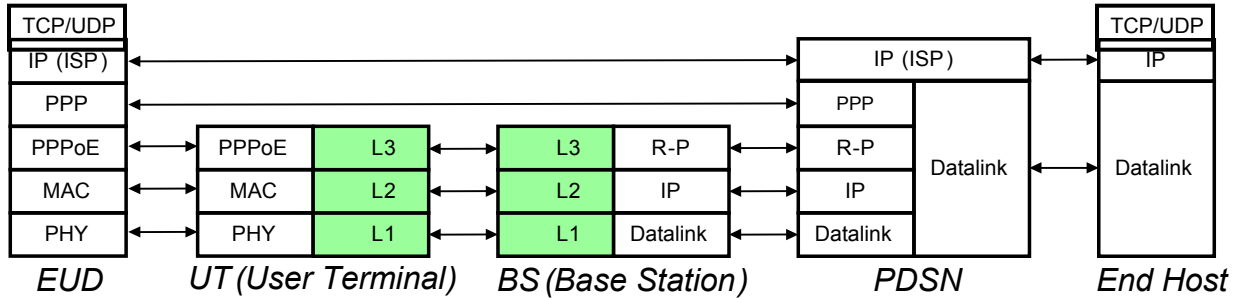 TCP/UDP TCP/UDP
IP (ISP) IP (ISP) IP
PPP PPP
PPPoE PPPoE L3 L3 R-P R-P Datalink Datalink
MAC MAC L2 L2 IP IP
PHY PHY L1 L1 Datalink Datalink
EUD UT (User Terminal) BS (Base Station) PDSN End Host